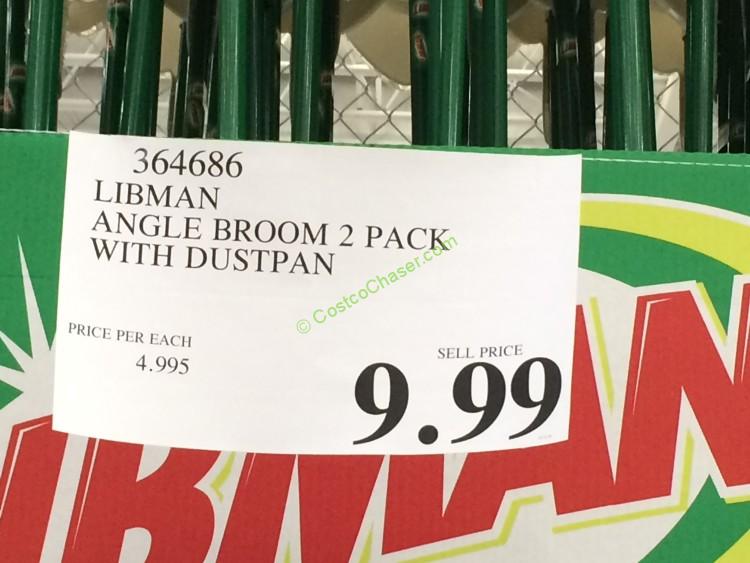 364686
LIBMAN
ANGLE BROOM 2 PACK
WITH DUSTPAN
© CostcoChaser.com
PRICE PER EACH
4.995
SELL PRICE
9.99
IBMAN